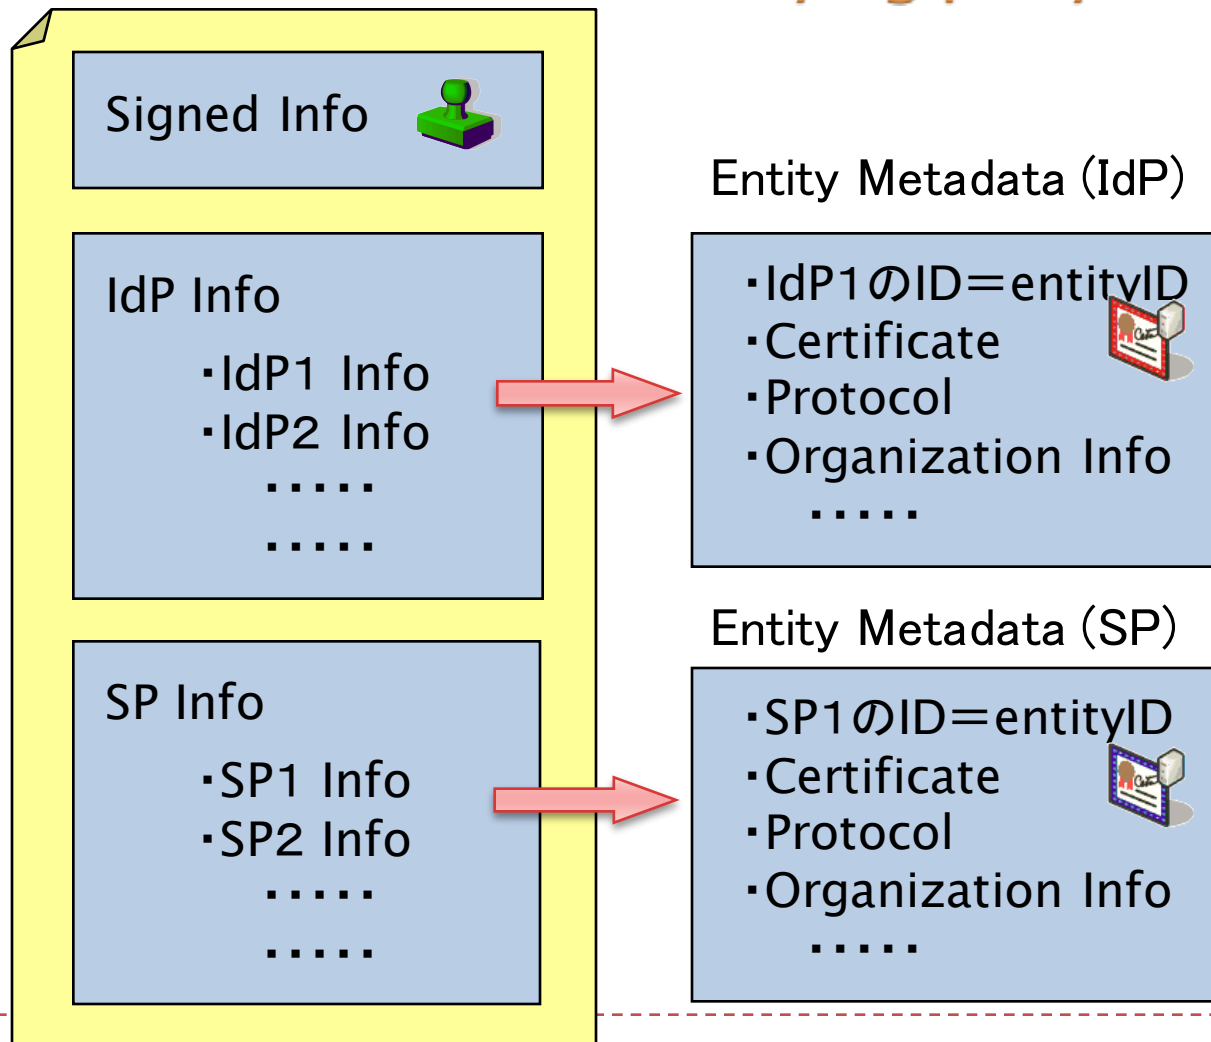 Signed Info
IdP Info
・IdP1 Info
・IdP2 Info
・・・・・
・・・・・
SP Info
・SP1 Info
・SP2 Info
・・・・・
・・・・・
Entity Metadata (IdP)
・IdP1のID=entityID
・Certificate
・Protocol
・Organization Info
・・・・・
Entity Metadata (SP)
・SP1のID=entityID
・Certificate
・Protocol
・Organization Info
・・・・・